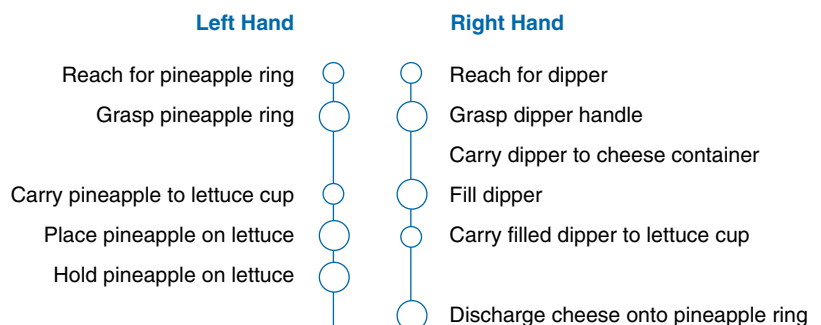 Left Hand Right Hand
Reach for pineapple ring Reach for dipper
Grasp pineapple ring Grasp dipper handle
Carry dipper to cheese container
Carry pineapple to lettuce cup Fill dipper
Place pineapple on lettuce Carry filled dipper to lettuce cup
Hold pineapple on lettuce
Discharge cheese onto pineapple ring